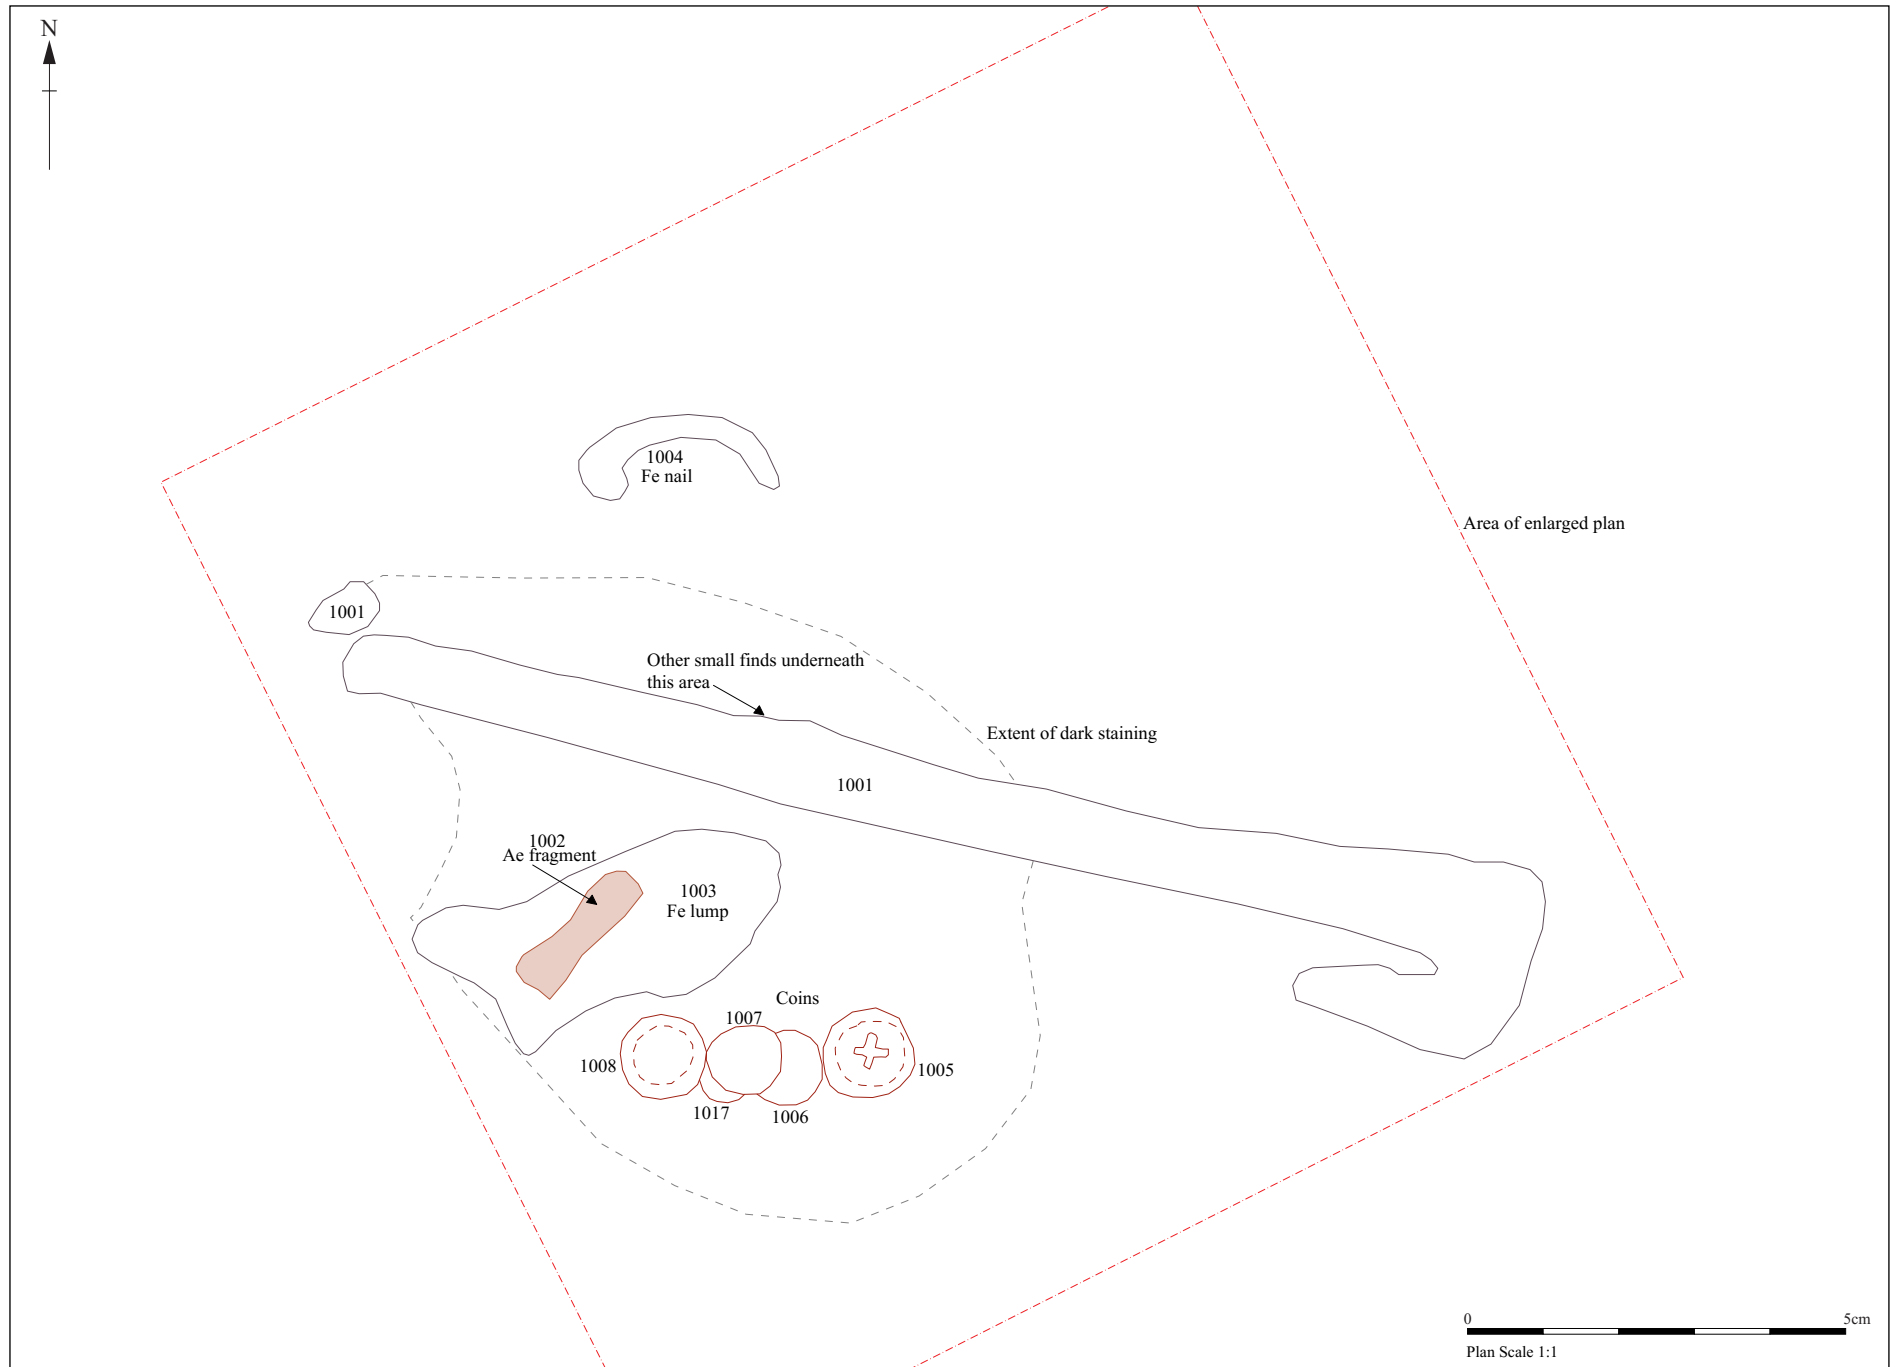 N
1004
Fe nail
Area of enlarged plan
1001
Other small finds underneath
this area
Extent of dark staining
1001
1002
Ae fragment
1003
Fe lump
Coins
1007
1008
1005
1017
1006
0
5cm
Plan Scale 1:1